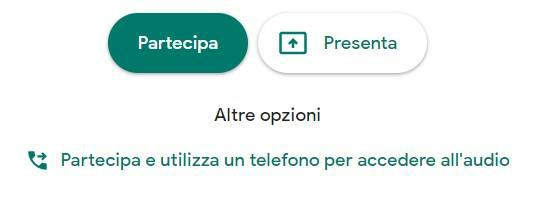 Partecipa
Presenta
Altre opzioni
Partecipa e utilizza un telefono per accedere all'audio